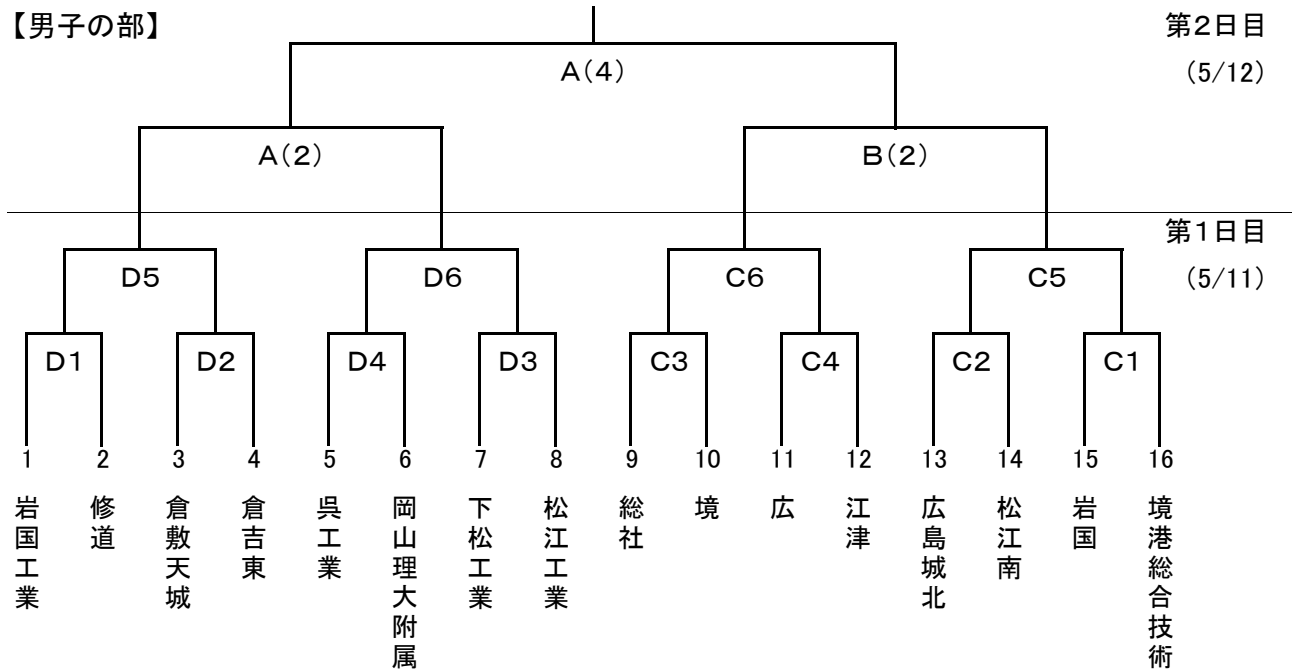 【男子の部】
第2日目
(5/12)
A(4)
A(2)
B(2)
第1日目
(5/11)
D5
D6
C6
C5
D1
D2
D4
D3
C3
C4
C2
C1
1 2 3 4 5 6 7 8 9 10 11 12 13 14 15 16
岩国工業
修道
倉敷天城
倉吉東
呉工業
岡山理大附属
下松工業
松江工業
総社
境
広
江津
広島城北
松江南
岩国
境港総合技術